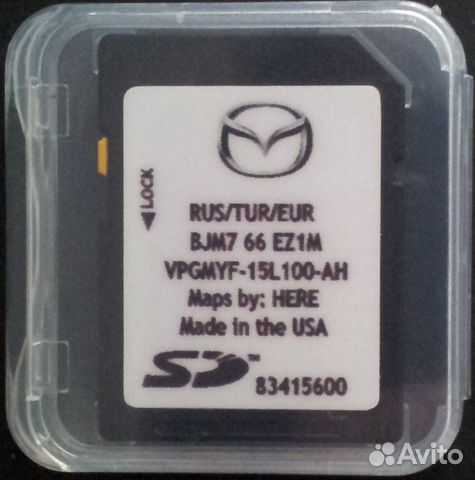 ◄LOCK
RUS/TUR/EUR
BJM7 66 EZ1M
VPGMYF-15L100-AH
Maps by: HERE
Made in the USA
SD™
83415600
Avito